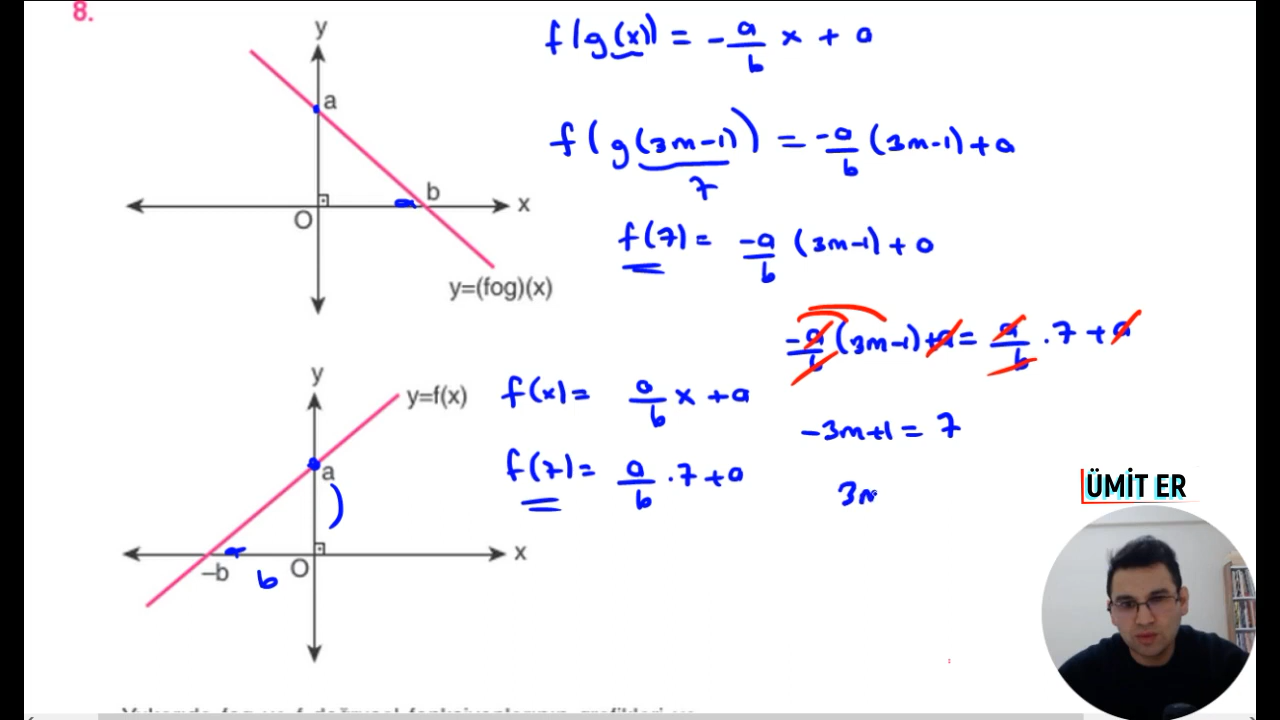 8.
y
a
b
x
O
y=(fog)(x)
f(g(x)) = -a/b x + a
f(g(3m-1)) = -a/b (3m-1) + a
7
f(7) = -a/b (3m-1) + a
-a/b (3m-1) + a = a/b . 7 + a
-3m+1 = 7
3m
y
y=f(x)
a
-b
b
O
x
f(x) = a/b x + a
f(7) = a/b . 7 + a
ÜMİT ER